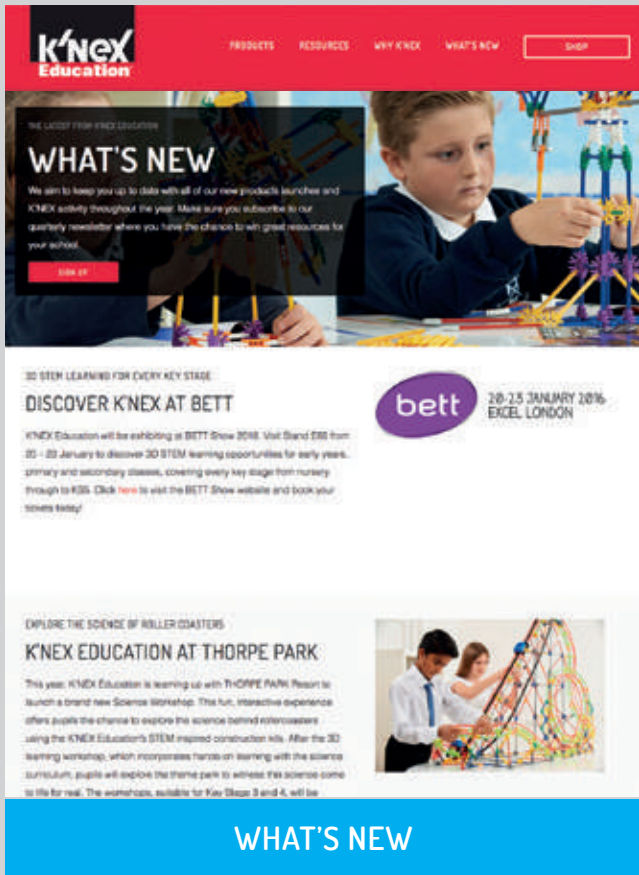 K'NEX
Education
PRODUCTS RESOURCES WHY K'NEX WHAT'S NEW SHOP
THE LATEST FROM K'NEX EDUCATION
WHAT'S NEW
We aim to keep you up to date with all of our new products launches and
K'NEX activity throughout the year. Make sure you subscribe to our
quarterly newsletter where you have the chance to win great resources for
your school.
SIGN UP
3D STEM LEARNING FOR EVERY KEY STAGE
DISCOVER K'NEX AT BETT
K'NEX Education will be exhibiting at BETT Show 2016. Visit Stand from
20 - 23 January to discover 3D STEM learning opportunities for early years,
primary and secondary classes, covering every key stage from nursery
through to KS5. Click here to visit the BETT Show website and book your
tickets today!
bett
20-23 JANUARY 2016
EXCEL LONDON
EXPLORE THE SCIENCE OF ROLLER COASTERS
K'NEX EDUCATION AT THORPE PARK
This year, K'NEX Education is teaming up with THORPE PARK Resort to
launch a brand new Science Workshop. This fun, interactive experience
offers pupils the chance to explore the science behind rollercoasters
using the K'NEX Education's STEM inspired construction kits. After the 3D
learning workshop, which incorporates hands-on learning with the science
curriculum, pupils will explore the theme park to witness this science come
to life for real. The workshops, suitable for Key Stage 3 and 4, will be
WHAT'S NEW